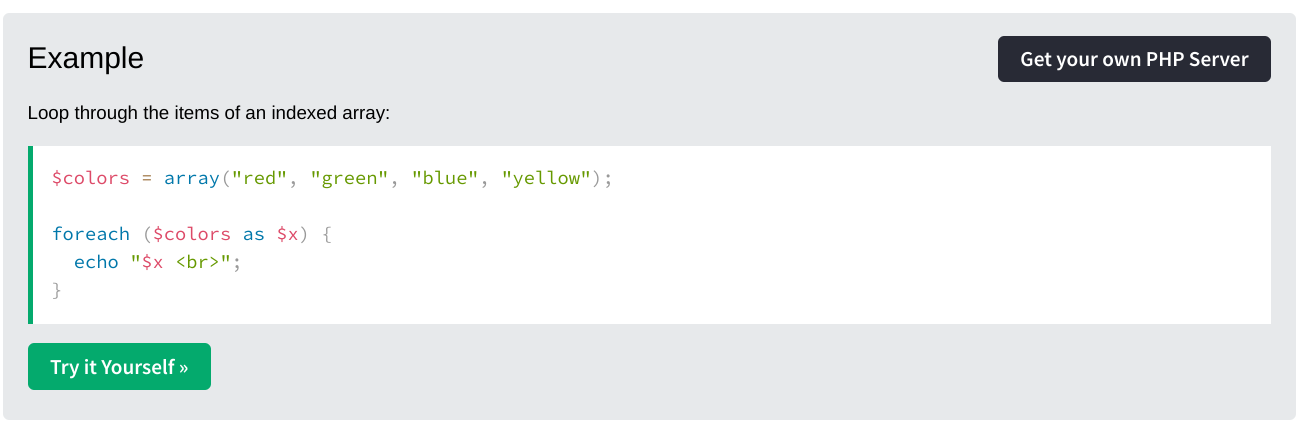 Example
Get your own PHP Server
Loop through the items of an indexed array:
$colors = array("red", "green", "blue", "yellow");
foreach ($colors as $x) {
  echo "$x <br>";
}
Try it Yourself »